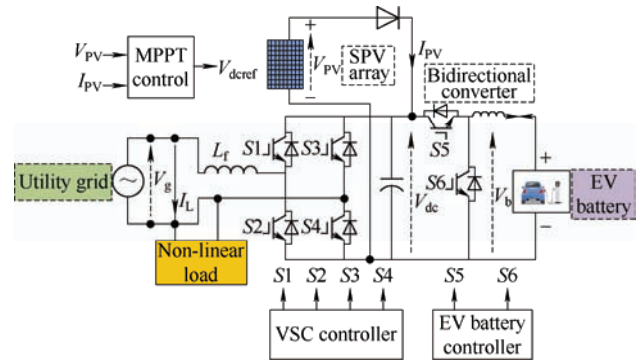 V_PV
I_PV
MPPT
control
V_dcref
+
V_PV
−
SPV
array
I_PV
Bidirectional
converter
Utility grid
V_g
I_L
L_f
S1
S3
S2
S4
Non-linear
load
V_dc
S5
S6
V_b
+
−
EV
battery
S1 S2 S3 S4 S5 S6
VSC controller
EV battery
controller